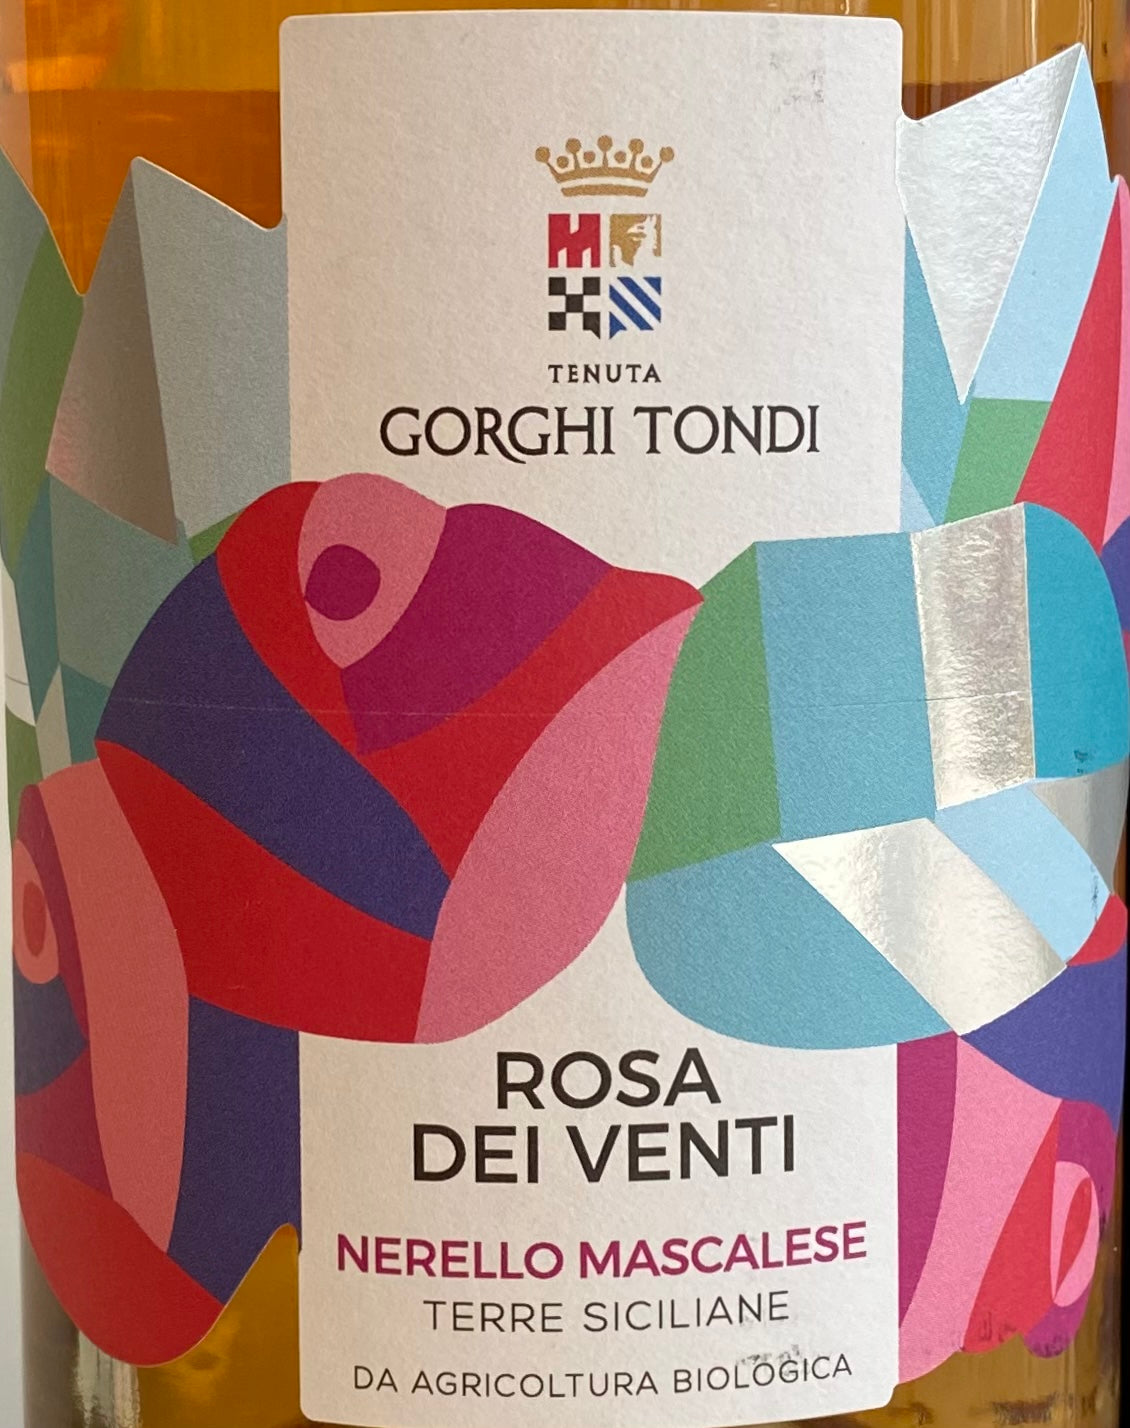 TENUTA
GORGHI TONDI
ROSA
DEI VENTI
NERELLO MASCALESE
TERRE SICILIANE
DA AGRICOLTURA BIOLOGICA